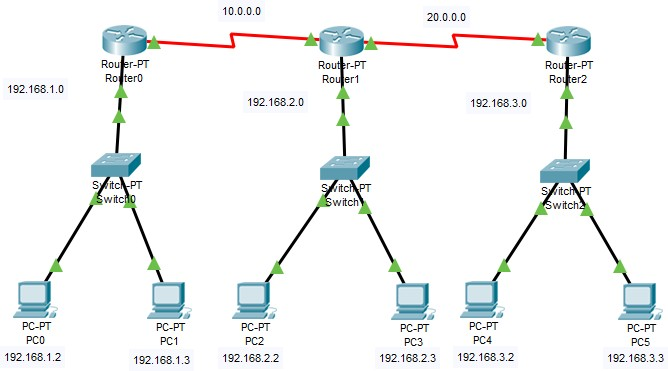 10.0.0.0
20.0.0.0
Router-PT
Router0
Router-PT
Router1
Router-PT
Router2
192.168.1.0
192.168.2.0
192.168.3.0
Switch-PT
Switch0
Switch-PT
Switch
Switch-PT
Switch2
PC-PT
PC0
PC-PT
PC1
PC-PT
PC2
PC-PT
PC3
PC-PT
PC4
PC-PT
PC5
192.168.1.2
192.168.1.3
192.168.2.2
192.168.2.3
192.168.3.2
192.168.3.3